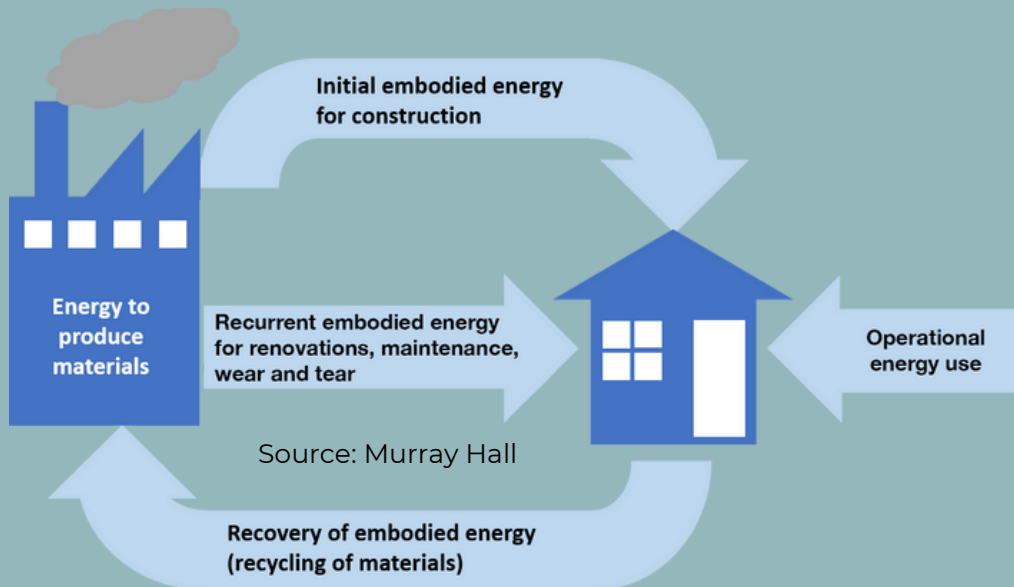 Initial embodied energy
for construction
Energy to
produce
materials
Recurrent embodied energy
for renovations, maintenance,
wear and tear
Operational
energy use
Source: Murray Hall
Recovery of embodied energy
(recycling of materials)